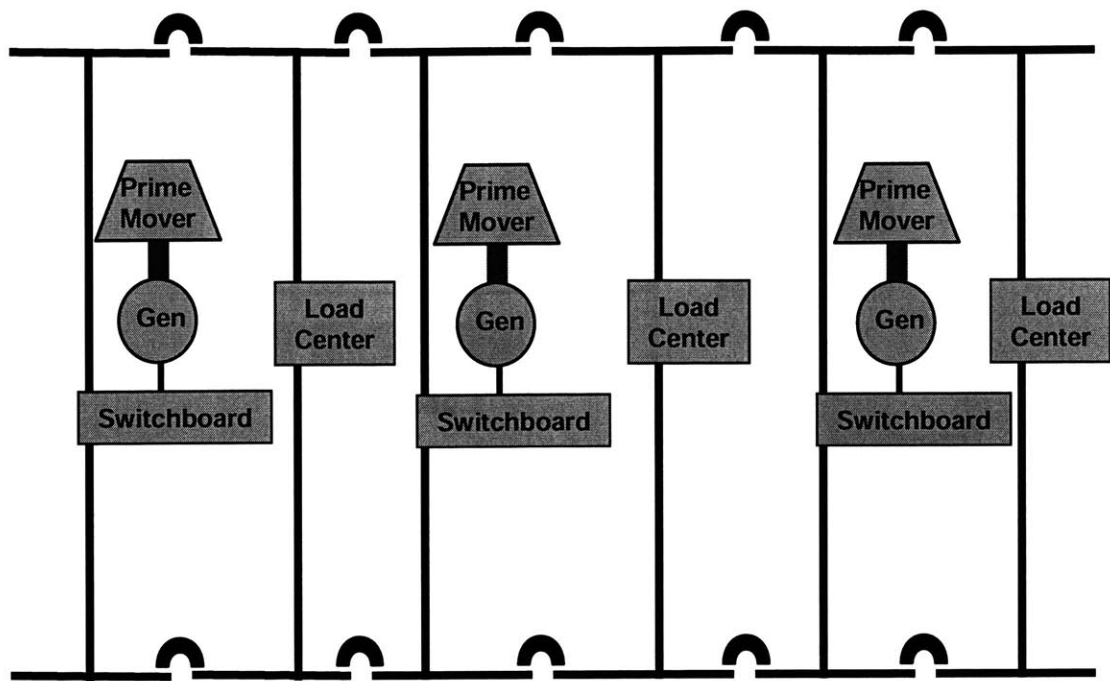 Prime
Mover
Prime
Mover
Prime
Mover
Gen
Load
Center
Gen
Load
Center
Gen
Load
Center
Switchboard
Switchboard
Switchboard